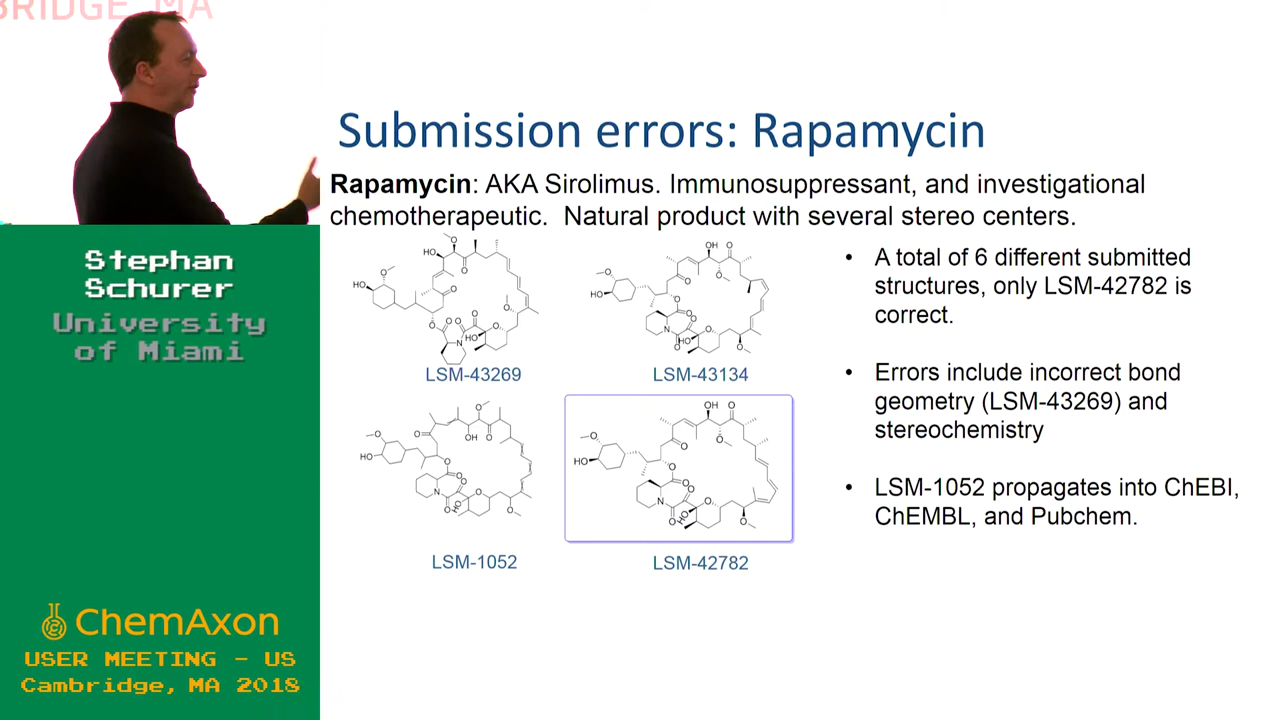 BRIDGE, MA
Submission errors: Rapamycin
Rapamycin: AKA Sirolimus. Immunosuppressant, and investigational
chemotherapeutic. Natural product with several stereo centers.
Stephan
Schurer
University
of Miami
LSM-43269
LSM-43134
LSM-1052
LSM-42782
• A total of 6 different submitted
structures, only LSM-42782 is
correct.
• Errors include incorrect bond
geometry (LSM-43269) and
stereochemistry
• LSM-1052 propagates into ChEBI,
ChEMBL, and Pubchem.
ChemAxon
USER MEETING - US
Cambridge, MA 2018